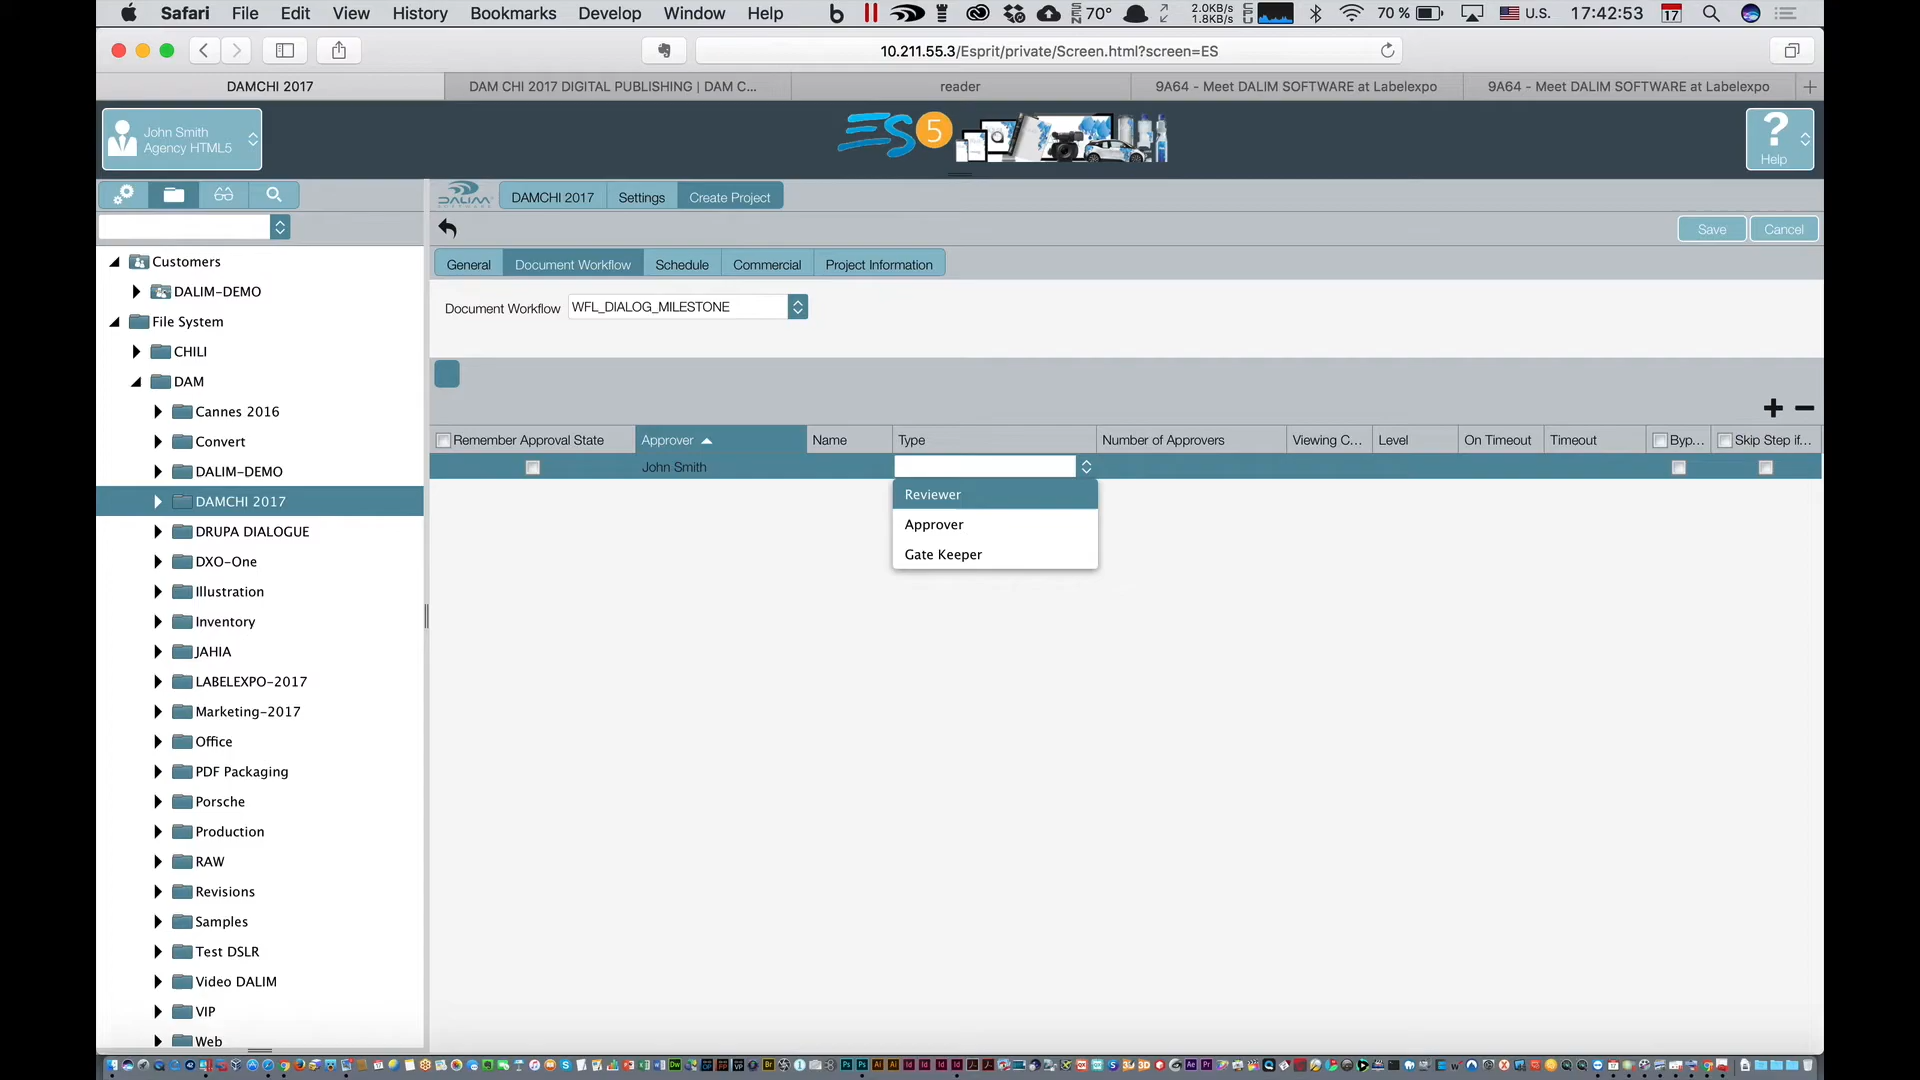 Safari File Edit View History Bookmarks Develop Window Help SEN 70° 2.0KB/s 1.8KB/s CPU 70 % U.S. 17:42:53 17
10.211.55.3/Esprit/private/Screen.html?screen=ES
DAMCHI 2017
DAM CHI 2017 DIGITAL PUBLISHING | DAM C...
reader
9A64 - Meet DALIM SOFTWARE at Labelexpo
9A64 - Meet DALIM SOFTWARE at Labelexpo
John Smith
Agency HTML5
ES 5
?
Help
DALIM
SOFTWARE
DAMCHI 2017
Settings
Create Project
Save
Cancel
General
Document Workflow
Schedule
Commercial
Project Information
Document Workflow WFL_DIALOG_MILESTONE
Remember Approval State
Approver
Name
Type
Number of Approvers
Viewing C...
Level
On Timeout
Timeout
Byp...
Skip Step if...
John Smith
Reviewer
Approver
Gate Keeper
Customers
DALIM-DEMO
File System
CHILI
DAM
Cannes 2016
Convert
DALIM-DEMO
DAMCHI 2017
DRUPA DIALOGUE
DXO-One
Illustration
Inventory
JAHIA
LABELEXPO-2017
Marketing-2017
Office
PDF Packaging
Porsche
Production
RAW
Revisions
Samples
Test DSLR
Video DALIM
VIP
Web